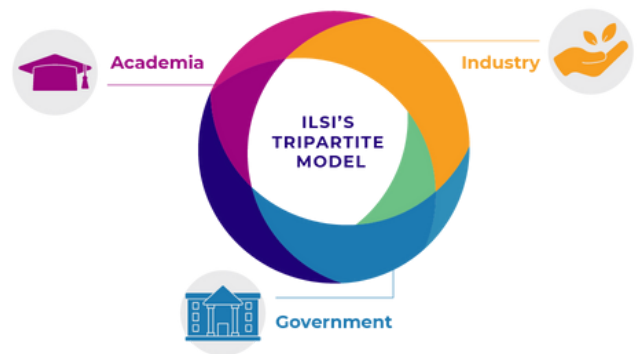 Academia
Industry
ILSI'S
TRIPARTITE
MODEL
Government